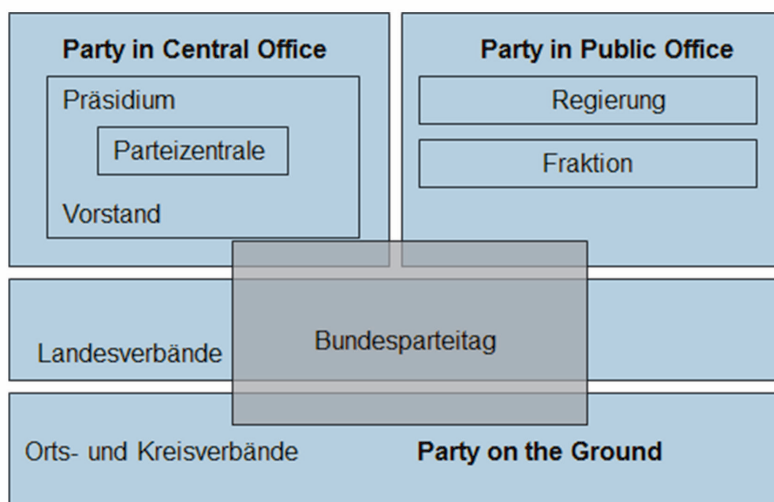 Party in Central Office
Präsidium
Parteizentrale
Vorstand
Party in Public Office
Regierung
Fraktion
Bundesparteitag
Landesverbände
Orts- und Kreisverbände
Party on the Ground